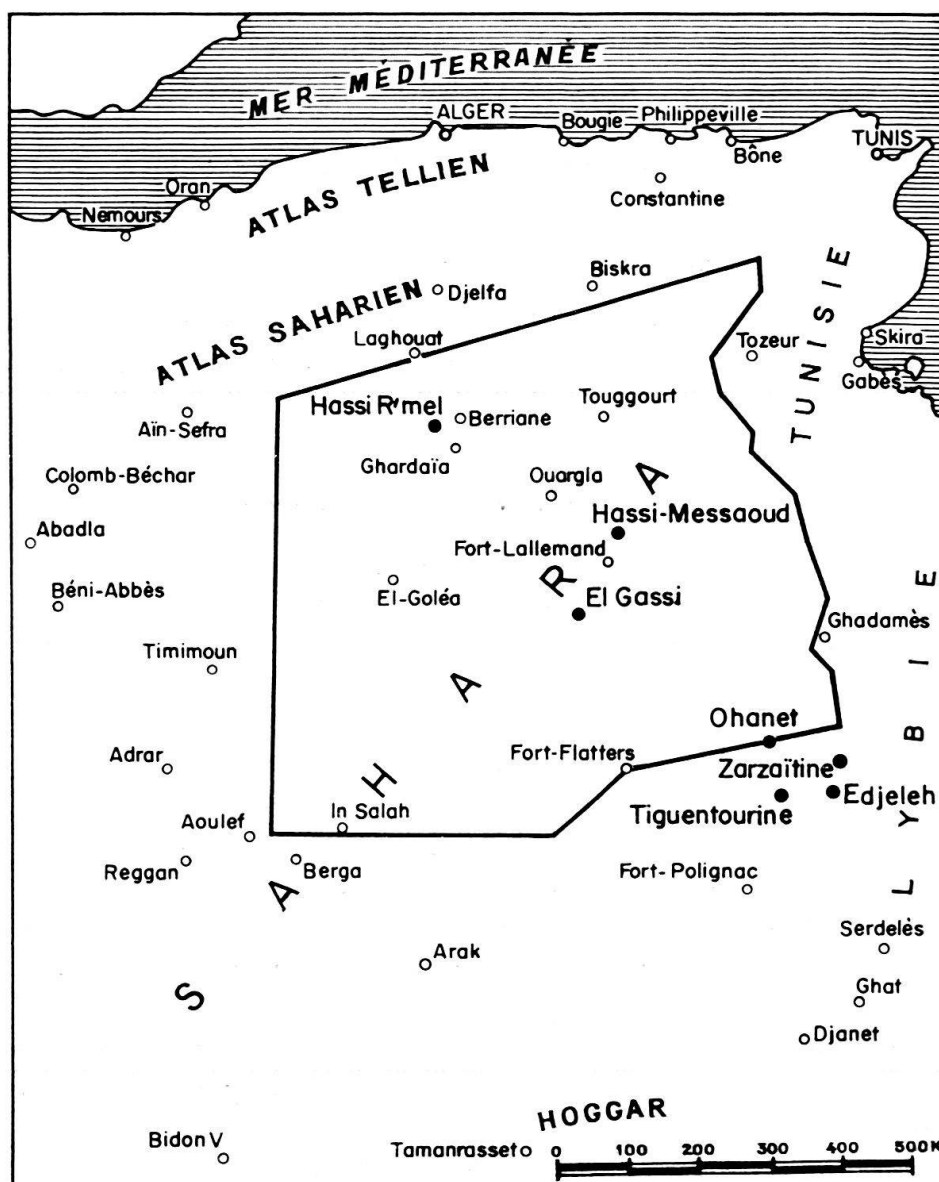 MER MÉDITERRANÉE
ALGER
Bougie
Philippeville
Bône
TUNIS
Oran
Nemours
ATLAS TELLIEN
Constantine
Biskra
Djelfa
ATLAS SAHARIEN
Laghouat
Tozeur
Skira
Gabès
TUNISIE
Hassi R'mel
Berriane
Touggourt
Aïn-Sefra
Ghardaïa
Colomb-Béchar
Ouargla
Hassi-Messaoud
Abadla
Fort-Lallemand
Béni-Abbès
El-Goléa
El Gassi
Ghadamès
Timimoun
LYBIE
SAHARA
Ohanet
Adrar
Fort-Flatters
Zarzaïtine
Edjeleh
Tiguentourine
In Salah
Aoulef
Reggan
Berga
Fort-Polignac
Arak
Serdelès
Ghat
Djanet
HOGGAR
Bidon V
Tamanrasset
0 100 200 300 400 500 K